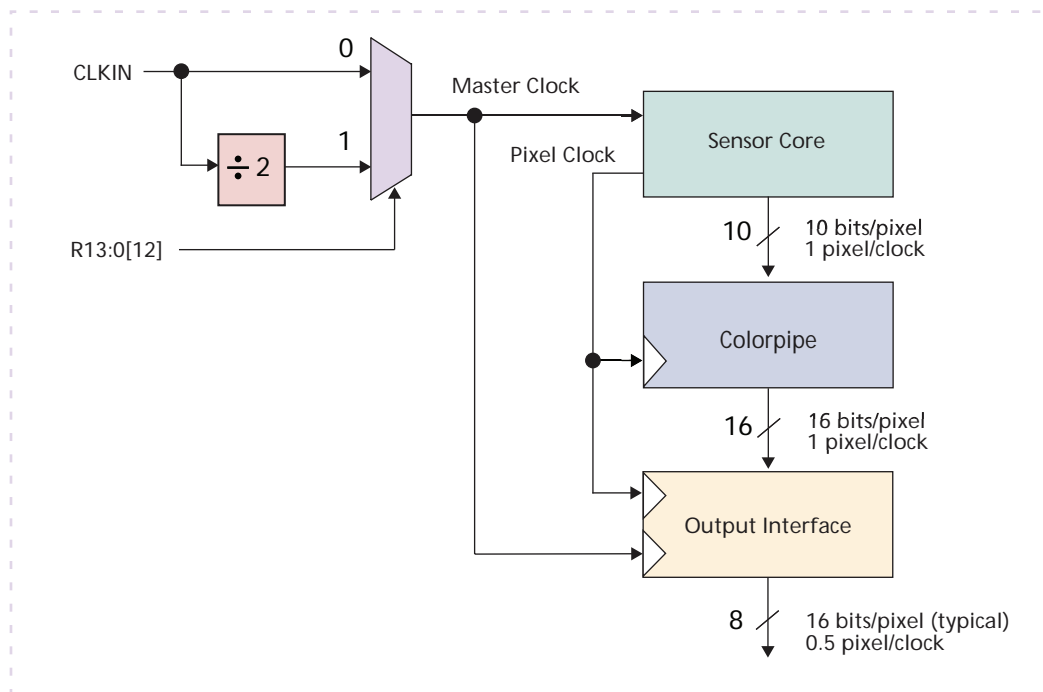 0
CLKIN
Master Clock
÷ 2
1
Sensor Core
Pixel Clock
R13:0[12]
10
10 bits/pixel
1 pixel/clock
Colorpipe
16
16 bits/pixel
1 pixel/clock
Output Interface
8
16 bits/pixel (typical)
0.5 pixel/clock